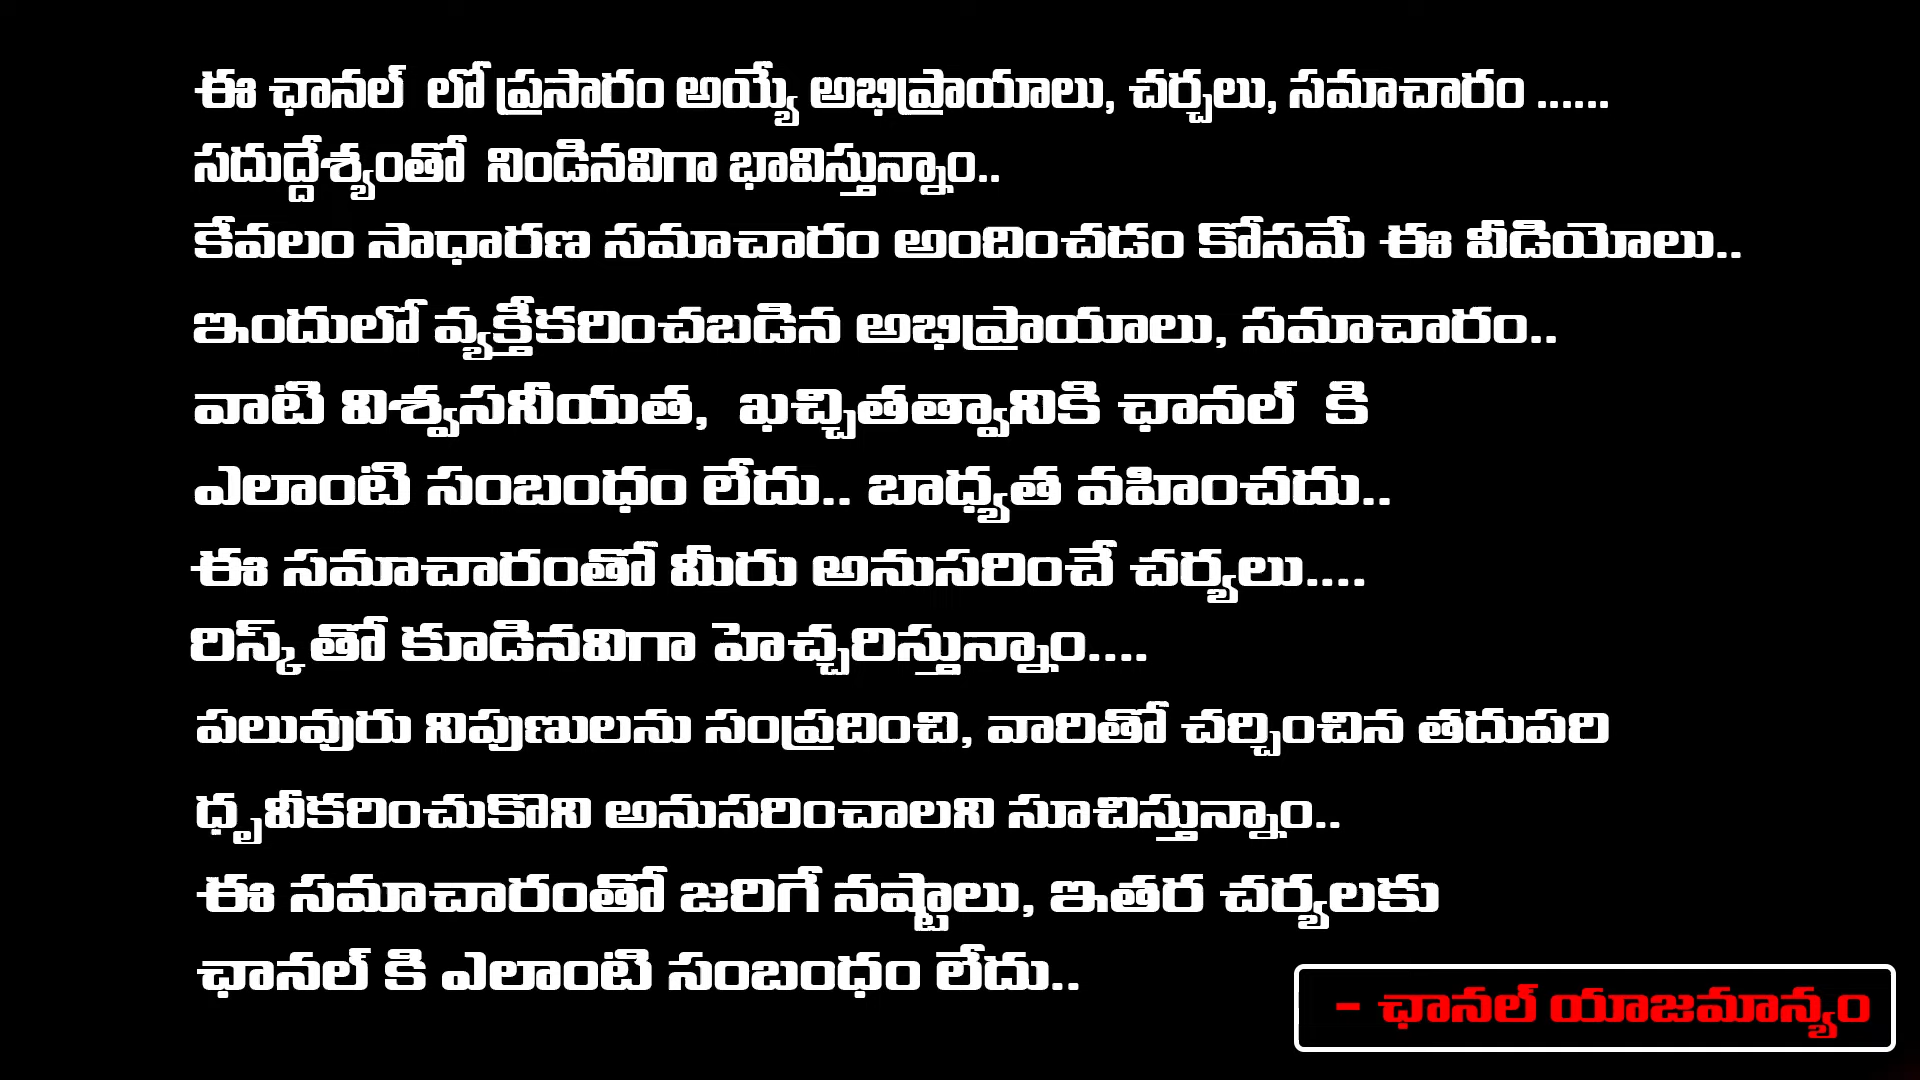 ఈ ఛానల్ లో ప్రసారం అయ్యే అభిప్రాయాలు, చర్చలు, సమాచారం ......
సదుద్దేశ్యంతో నిండినవిగా భావిస్తున్నాం..
కేవలం సాధారణ సమాచారం అందించడం కోసమే ఈ వీడియోలు..
ఇందులో వ్యక్తీకరించబడిన అభిప్రాయాలు, సమాచారం..
వాటి విశ్వసనీయత, ఖచ్చితత్వానికి ఛానల్ కి
ఎలాంటి సంబంధం లేదు.. బాధ్యత వహించదు..
ఈ సమాచారంతో మీరు అనుసరించే చర్యలు....
రిస్క్ తో కూడినవిగా హెచ్చరిస్తున్నాం....
పలువురు నిపుణులను సంప్రదించి, వారితో చర్చించిన తదుపరి
ధృవీకరించుకొని అనుసరించాలని సూచిస్తున్నాం..
ఈ సమాచారంతో జరిగే నష్టాలు, ఇతర చర్యలకు
ఛానల్ కి ఎలాంటి సంబంధం లేదు..
- ఛానల్ యాజమాన్యం